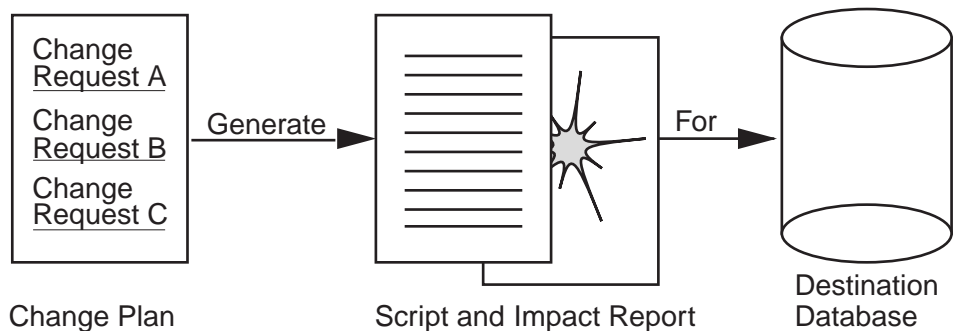 Change
Request A
Change
Request B
Change
Request C
Generate
For
Change Plan
Script and Impact Report
Destination
Database